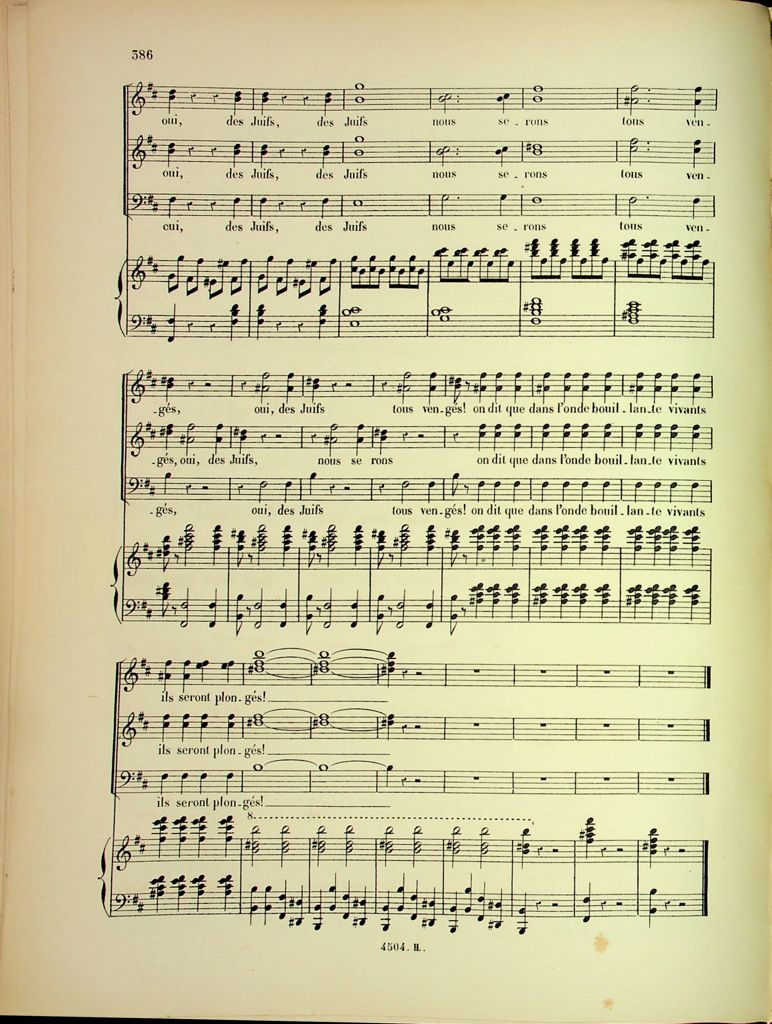 386
oui, des Juifs, des Juifs nous se-rons tous ven-
oui, des Juifs, des Juifs nous se-rons tous ven-
oui, des Juifs, des Juifs nous se-rons tous ven-
-gés, oui, des Juifs tous ven-gés! on dit que dans l'onde bouil-lan-te vivants
-gés, oui, des Juifs, nous se rons on dit que dans l'onde bouil-lan-te vivants
-gés, oui, des Juifs tous ven-gés! on dit que dans l'onde bouil-lan-te vivants
ils seront plon-gés!
ils seront plon-gés!
ils seront plon-gés!
8
4504. H.